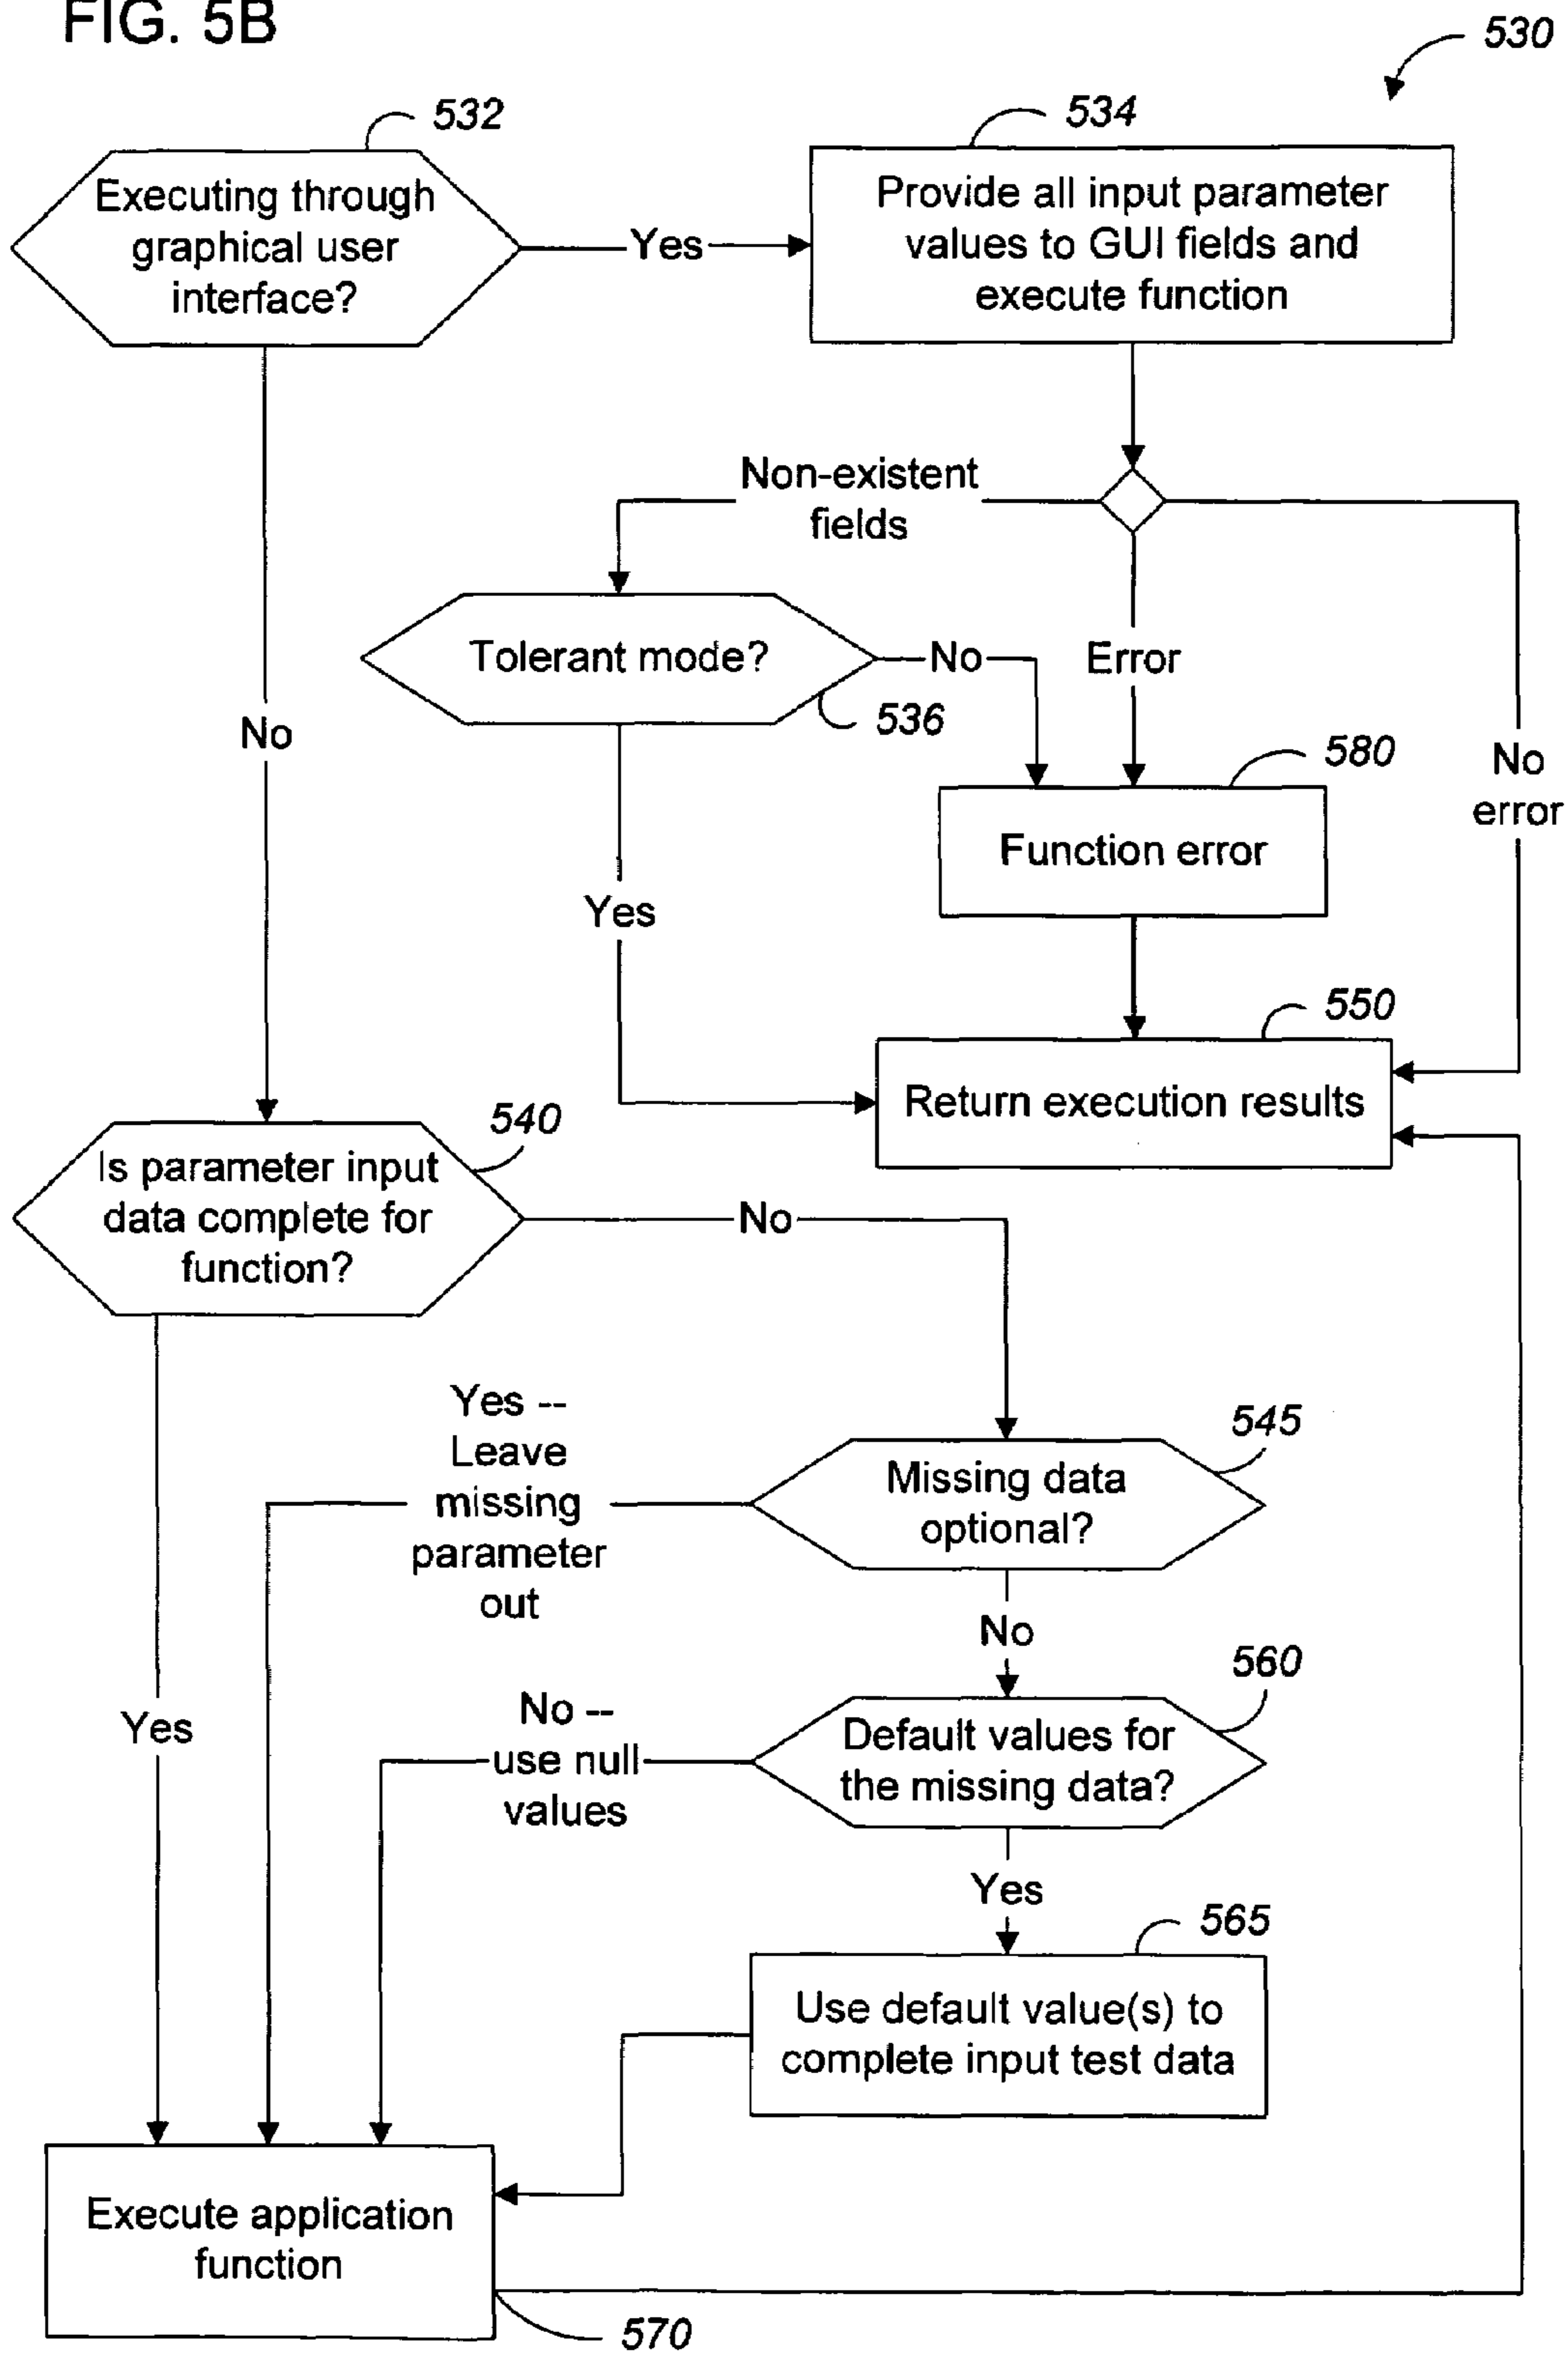 FIG. 5B
530
532
Executing through
graphical user
interface?
Yes
534
Provide all input parameter
values to GUI fields and
execute function
Non-existent
fields
Tolerant mode?
No
536
Error
No
error
580
Function error
No
Yes
550
Return execution results
540
Is parameter input
data complete for
function?
No
Yes --
Leave
missing
parameter
out
545
Missing data
optional?
No
Yes
No --
use null
values
560
Default values for
the missing data?
Yes
565
Use default value(s) to
complete input test data
Execute application
function
570